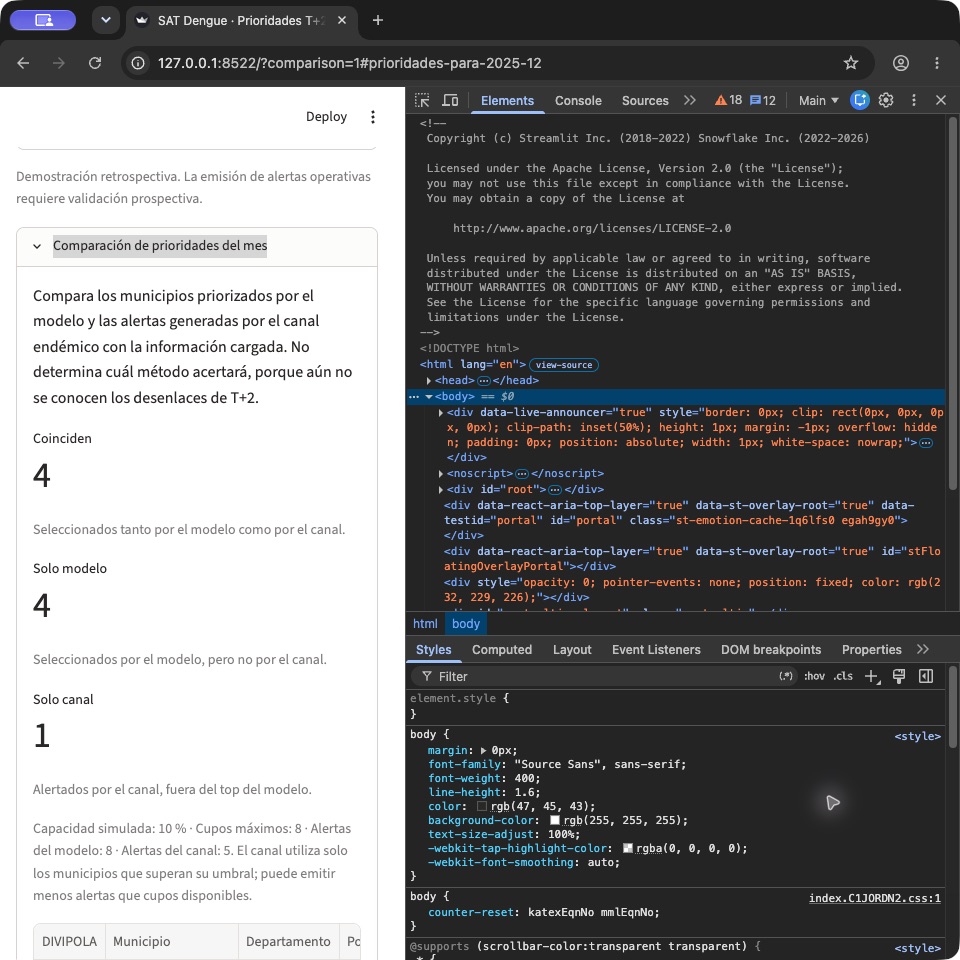 SAT Dengue · Prioridades T+2
127.0.0.1:8522/?comparison=1#prioridades-para-2025-12
Deploy
Demostración retrospectiva. La emisión de alertas operativas
requiere validación prospectiva.
Comparación de prioridades del mes
Compara los municipios priorizados por el
modelo y las alertas generadas por el canal
endémico con la información cargada. No
determina cuál método acertará, porque aún no
se conocen los desenlaces de T+2.
Coinciden
4
Seleccionados tanto por el modelo como por el canal.
Solo modelo
4
Seleccionados por el modelo, pero no por el canal.
Solo canal
1
Alertados por el canal, fuera del top del modelo.
Capacidad simulada: 10 % · Cupos máximos: 8 · Alertas
del modelo: 8 · Alertas del canal: 5. El canal utiliza solo
los municipios que superan su umbral; puede emitir
menos alertas que cupos disponibles.
DIVIPOLA Municipio Departamento Po
Elements Console Sources 18 12 Main
<!--
Copyright (c) Streamlit Inc. (2018-2022) Snowflake Inc. (2022-2026)
Licensed under the Apache License, Version 2.0 (the "License");
you may not use this file except in compliance with the License.
You may obtain a copy of the License at
http://www.apache.org/licenses/LICENSE-2.0
Unless required by applicable law or agreed to in writing, software
distributed under the License is distributed on an "AS IS" BASIS,
WITHOUT WARRANTIES OR CONDITIONS OF ANY KIND, either express or implied.
See the License for the specific language governing permissions and
limitations under the License.
-->
<!DOCTYPE html>
<html lang="en"> view-source
<head>…</head>
<body> == $0
<div data-live-announcer="true" style="border: 0px; clip: rect(0px, 0px, 0p
x, 0px); clip-path: inset(50%); height: 1px; margin: -1px; overflow: hidde
n; padding: 0px; position: absolute; width: 1px; white-space: nowrap;">…
</div>
<noscript>…</noscript>
<div id="root">…</div>
<div data-react-aria-top-layer="true" data-st-overlay-root="true" data-
testid="portal" id="portal" class="st-emotion-cache-1q6lfs0 egah9gy0">
</div>
<div data-react-aria-top-layer="true" data-st-overlay-root="true" id="stFlo
atingOverlayPortal"></div>
<div style="opacity: 0; pointer-events: none; position: fixed; color: rgb(2
32, 229, 226);"></div>
html body
Styles Computed Layout Event Listeners DOM breakpoints Properties
Filter (.*) :hov .cls
element.style {
}
body { <style>
margin: 0px;
font-family: "Source Sans", sans-serif;
font-weight: 400;
line-height: 1.6;
color: rgb(47, 45, 43);
background-color: rgb(255, 255, 255);
text-size-adjust: 100%;
-webkit-tap-highlight-color: rgba(0, 0, 0, 0);
-webkit-font-smoothing: auto;
}
body { index.C1JORDN2.css:1
counter-reset: katexEqnNo mmlEqnNo;
}
@supports (scrollbar-color:transparent transparent) { <style>
* {